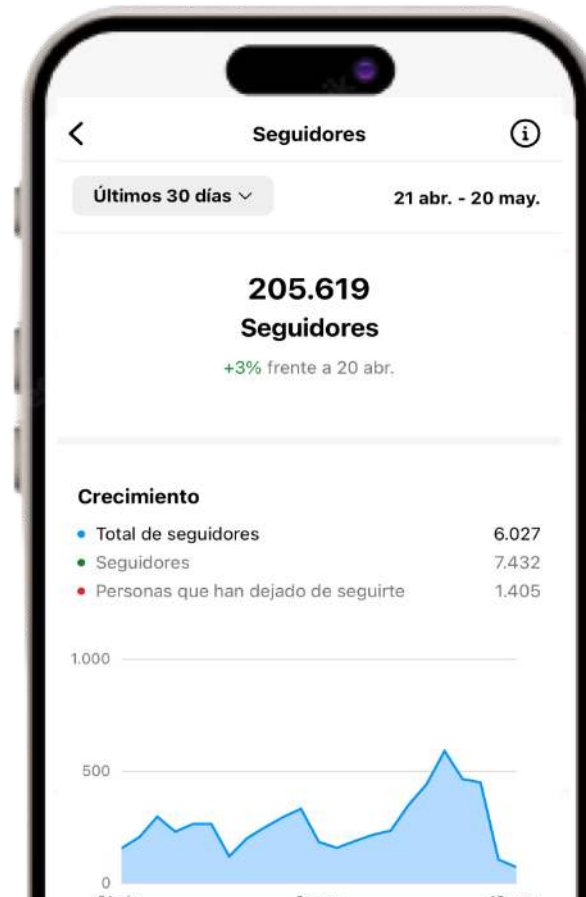 Seguidores
Últimos 30 días
21 abr. - 20 may.
205.619
Seguidores
+3% frente a 20 abr.
Crecimiento
Total de seguidores 6.027
Seguidores 7.432
Personas que han dejado de seguirte 1.405
1.000
500
0